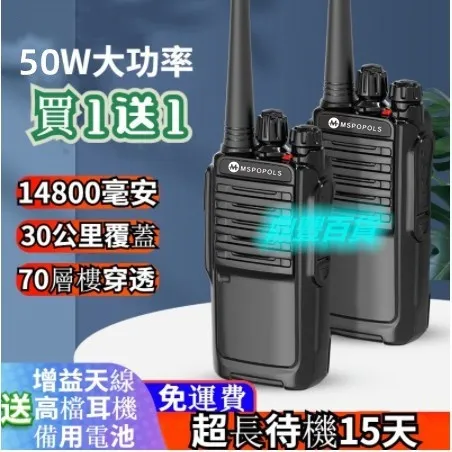 50W大功率
買1送1
MSPOPOLS
MSPOPOLS
14800毫安
30公里覆蓋
70層樓穿透
送
增益天線
高檔耳機
備用電池
免運費
超長待機15天